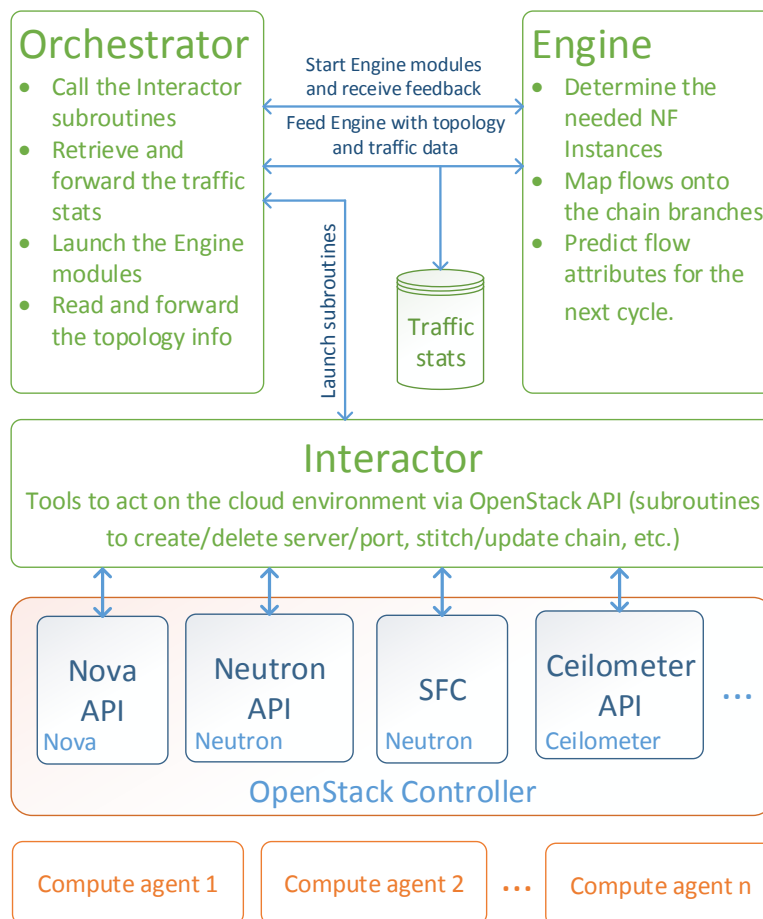 Orchestrator
• Call the Interactor
subroutines
• Retrieve and
forward the traffic
stats
• Launch the Engine
modules
• Read and forward
the topology info
Start Engine modules
and receive feedback
Feed Engine with topology
and traffic data
Launch subroutines
Traffic
stats
Engine
• Determine the
needed NF
Instances
• Map flows onto
the chain branches
• Predict flow
attributes for the
next cycle.
Interactor
Tools to act on the cloud environment via OpenStack API (subroutines
to create/delete server/port, stitch/update chain, etc.)
Nova
API
Nova
Neutron
API
Neutron
SFC
Neutron
Ceilometer
API
Ceilometer
...
OpenStack Controller
Compute agent 1
Compute agent 2
...
Compute agent n